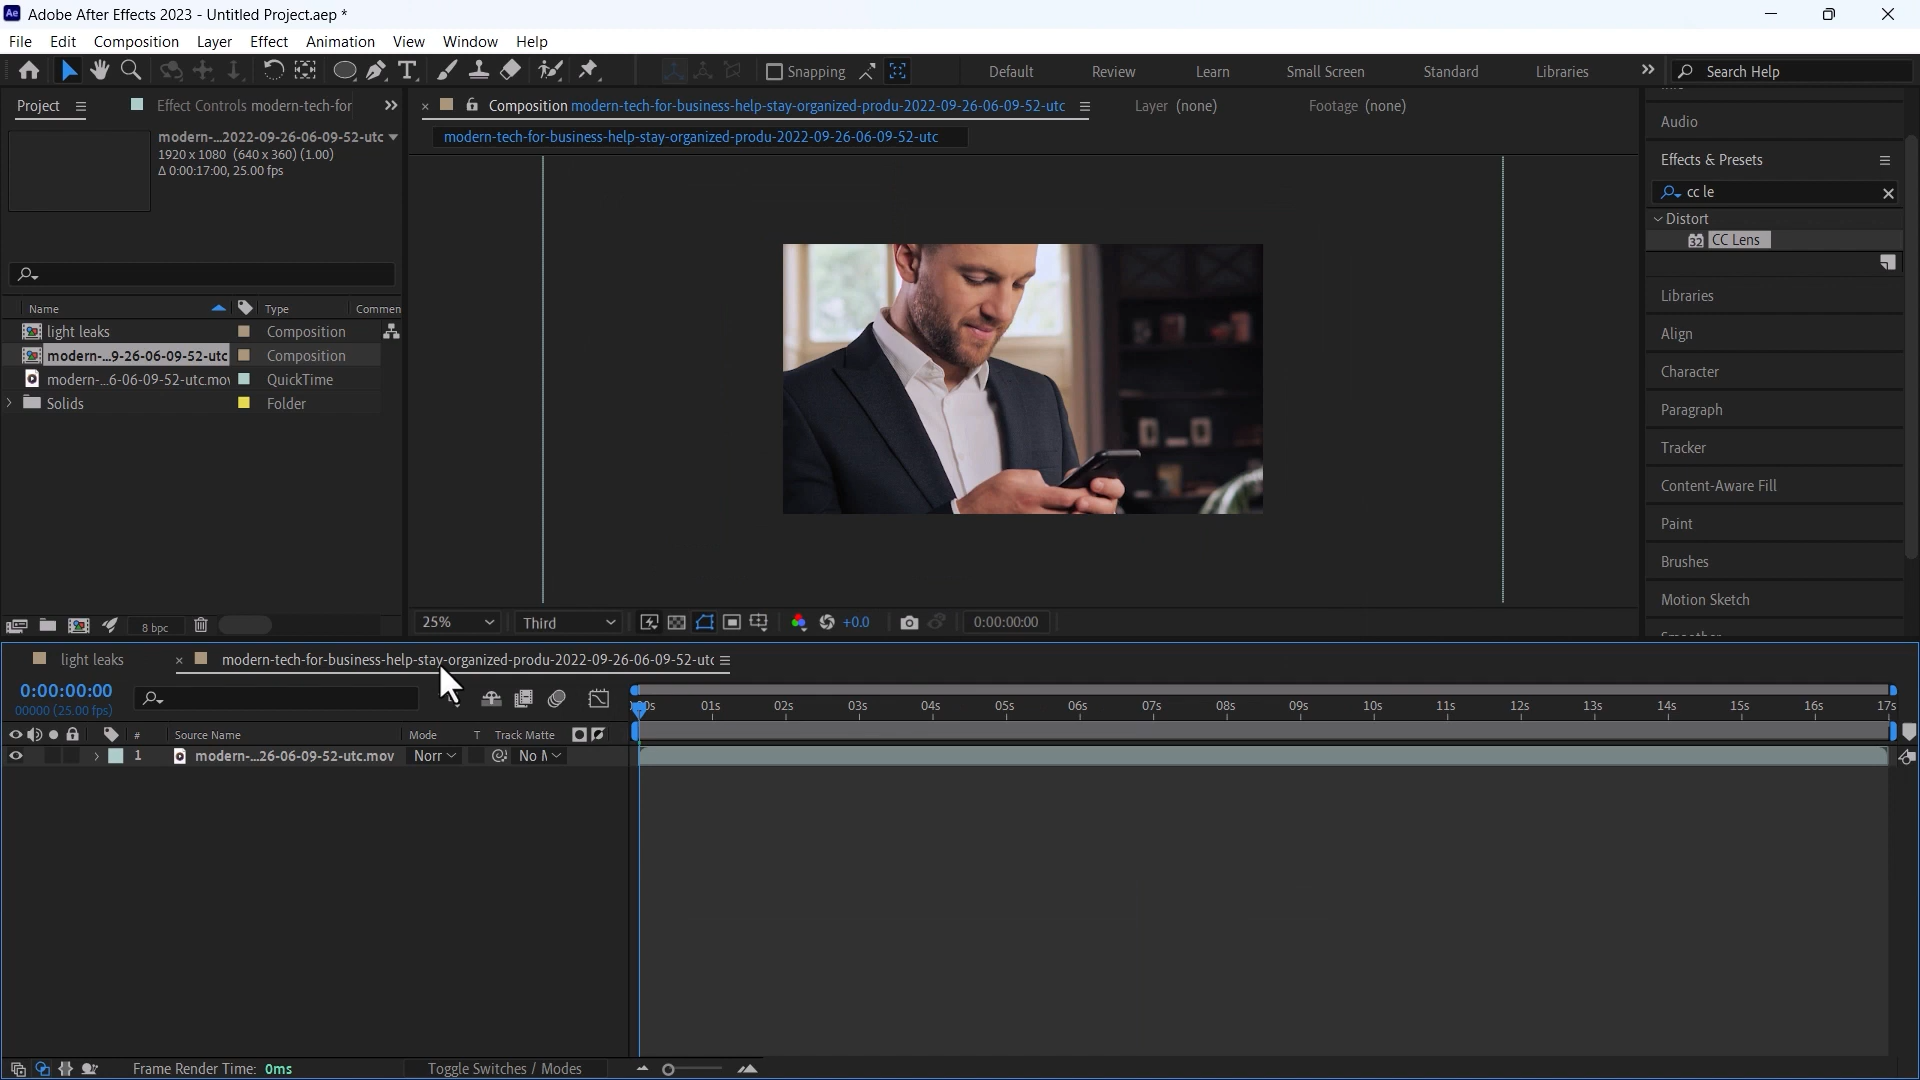 Adobe After Effects 2023 - Untitled Project.aep *
File Edit Composition Layer Effect Animation View Window Help
Snapping
Default Review Learn Small Screen Standard Libraries
Search Help
Project
Effect Controls modern-tech-for
modern-...2022-09-26-06-09-52-utc
1920 x 1080 (640 x 360) (1.00)
Δ 0:00:17:00, 25.00 fps
Name Type Commen
light leaks Composition
modern-...9-26-06-09-52-utc Composition
modern-...6-06-09-52-utc.mov QuickTime
Solids Folder
8 bpc
Composition modern-tech-for-business-help-stay-organized-produ-2022-09-26-06-09-52-utc
Layer (none)
Footage (none)
modern-tech-for-business-help-stay-organized-produ-2022-09-26-06-09-52-utc
25% Third +0.0 0:00:00:00
Audio
Effects & Presets
cc le
Distort
32 CC Lens
Libraries
Align
Character
Paragraph
Tracker
Content-Aware Fill
Paint
Brushes
Motion Sketch
light leaks
modern-tech-for-business-help-stay-organized-produ-2022-09-26-06-09-52-utc
0:00:00:00
00000 (25.00 fps)
01s 02s 03s 04s 05s 06s 07s 08s 09s 10s 11s 12s 13s 14s 15s 16s 17s
# Source Name Mode T Track Matte
1 modern-...26-06-09-52-utc.mov Norr No M
Frame Render Time: 0ms
Toggle Switches / Modes